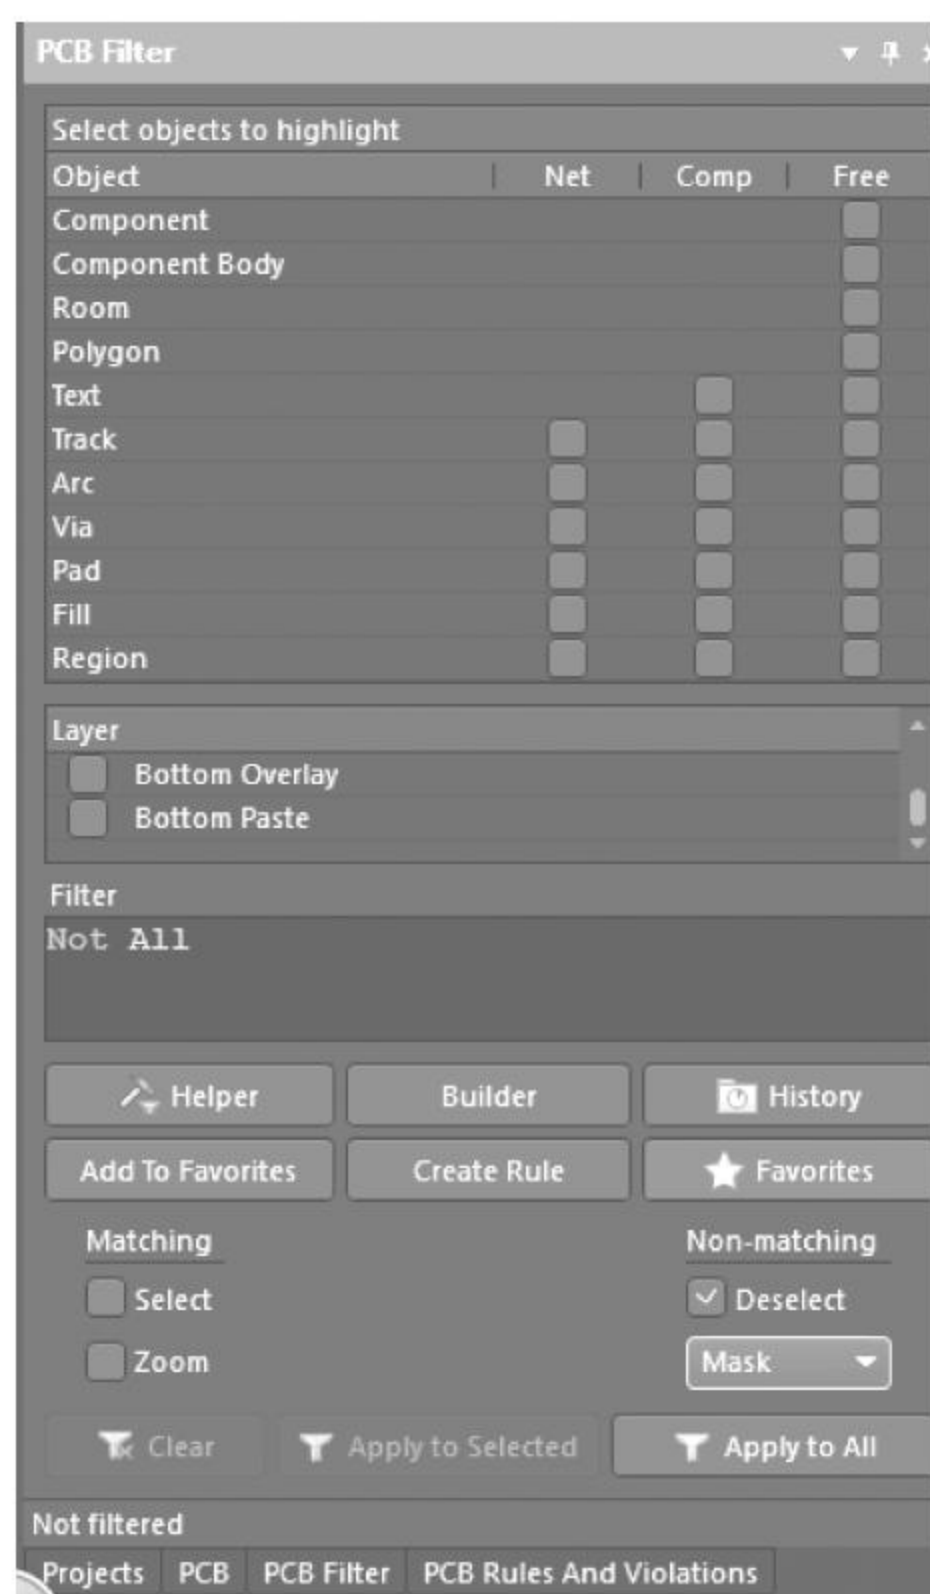 PCB Filter
Select objects to highlight
Object Net Comp Free
Component
Component Body
Room
Polygon
Text
Track
Arc
Via
Pad
Fill
Region
Layer
Bottom Overlay
Bottom Paste
Filter
Not All
Helper Builder History
Add To Favorites Create Rule Favorites
Matching Non-matching
Select Deselect
Zoom Mask
Clear Apply to Selected Apply to All
Not filtered
Projects PCB PCB Filter PCB Rules And Violations